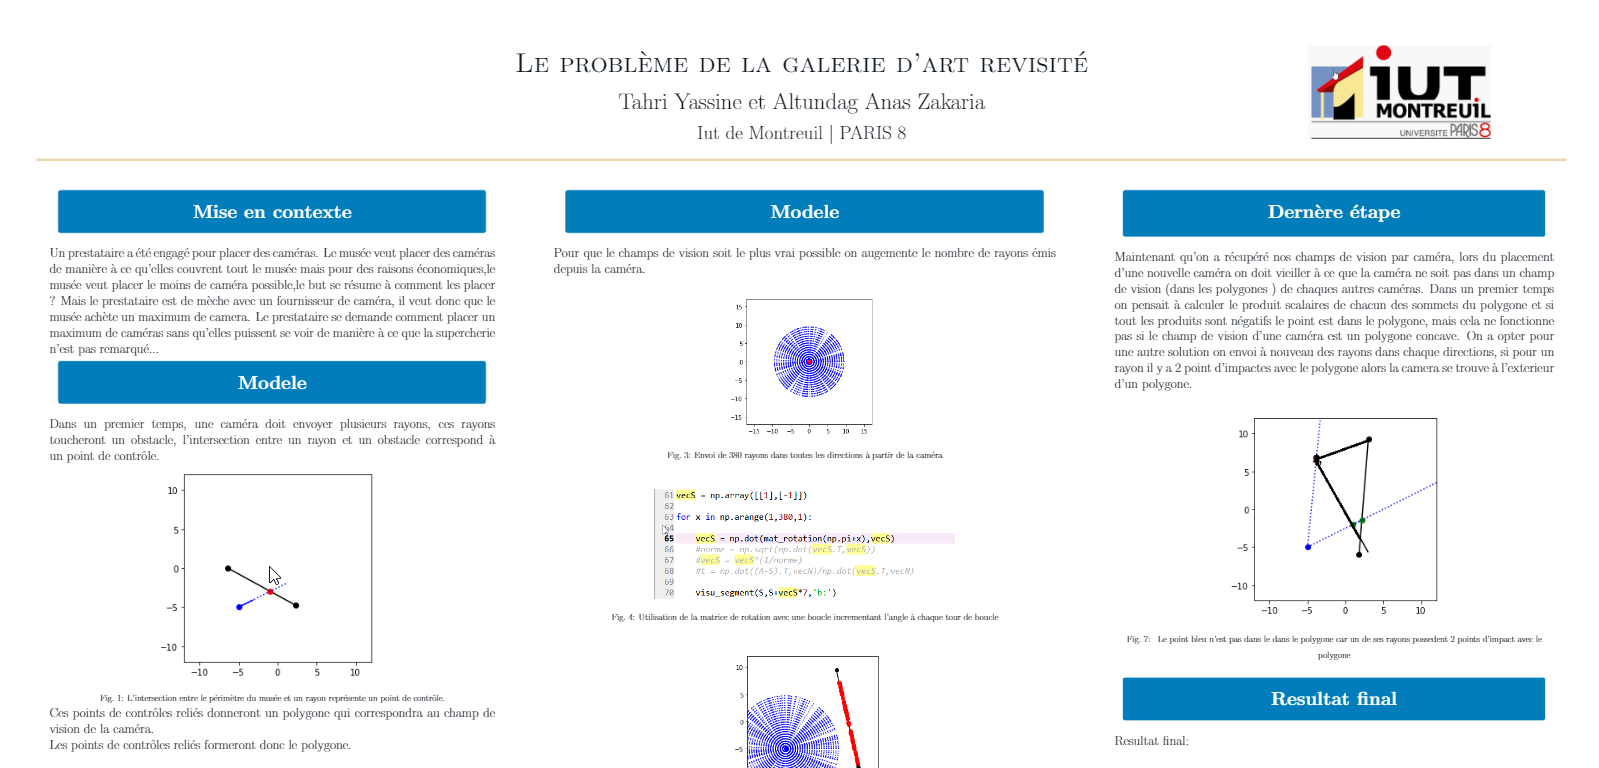 LE PROBLÈME DE LA GALERIE D'ART REVISITÉ
Tahri Yassine et Altundag Anas Zakaria
Iut de Montreuil | PARIS 8
iUT
MONTREUiL
UNIVERSITE PARIS8
Mise en contexte
Un prestataire a été engagé pour placer des caméras. Le musée veut placer des caméras
de manière à ce qu'elles couvrent tout le musée mais pour des raisons économiques,le
musée veut placer le moins de caméra possible,le but se résume à comment les placer
? Mais le prestataire est de mèche avec un fournisseur de caméra, il veut donc que le
musée achète un maximum de camera. Le prestataire se demande comment placer un
maximum de caméras sans qu'elles puissent se voir de manière à ce que la supercherie
n'est pas remarqué...
Modele
Dans un premier temps, une caméra doit envoyer plusieurs rayons, ces rayons
toucheront un obstacle, l'intersection entre un rayon et un obstacle correspond à
un point de contrôle.
10
5
0
−5
−10
−10 −5 0 5 10
Fig. 1: L'intersection entre le périmètre du musée et un rayon représente un point de contrôle.
Ces points de contrôles reliés donneront un polygone qui correspondra au champ de
vision de la caméra.
Les points de contrôles reliés formeront donc le polygone.
Modele
Pour que le champs de vision soit le plus vrai possible on augemente le nombre de rayons émis
depuis la caméra.
15
10
5
0
−5
−10
−15
−15 −10 −5 0 5 10 15
Fig. 3: Envoi de 380 rayons dans toutes les directions à partir de la caméra
61 vecS = np.array([[1],[-1]])
62
63 for x in np.arange(1,380,1):
64
65 vecS = np.dot(mat_rotation(np.pi+x),vecS)
66 #norme = np.sqrt(np.dot(vecS.T,vecS))
67 #vecS = vecS*(1/norme)
68 #t = np.dot((A-S).T,vecN)/np.dot(vecS.T,vecN)
69
70 visu_segment(S,S+vecS*7,'b:')
Fig. 4: Utilisation de la matrice de rotation avec une boucle incrementant l'angle à chaque tour de boucle
10
5
0
−5
Dernère étape
Maintenant qu'on a récupéré nos champs de vision par caméra, lors du placement
d'une nouvelle caméra on doit vieiller à ce que la caméra ne soit pas dans un champ
de vision (dans les polygones ) de chaques autres caméras. Dans un premier temps
on pensait à calculer le produit scalaires de chacun des sommets du polygone et si
tout les produits sont négatifs le point est dans le polygone, mais cela ne fonctionne
pas si le champ de vision d'une caméra est un polygone concave. On a opter pour
une autre solution on envoi à nouveau des rayons dans chaque directions, si pour un
rayon il y a 2 point d'impactes avec le polygone alors la camera se trouve à l'exterieur
d'un polygone.
10
5
0
−5
−10
−10 −5 0 5 10
Fig. 7: Le point bleu n'est pas dans le dans le polygone car un de ses rayons possedent 2 points d'impact avec le
polygone
Resultat final
Resultat final: